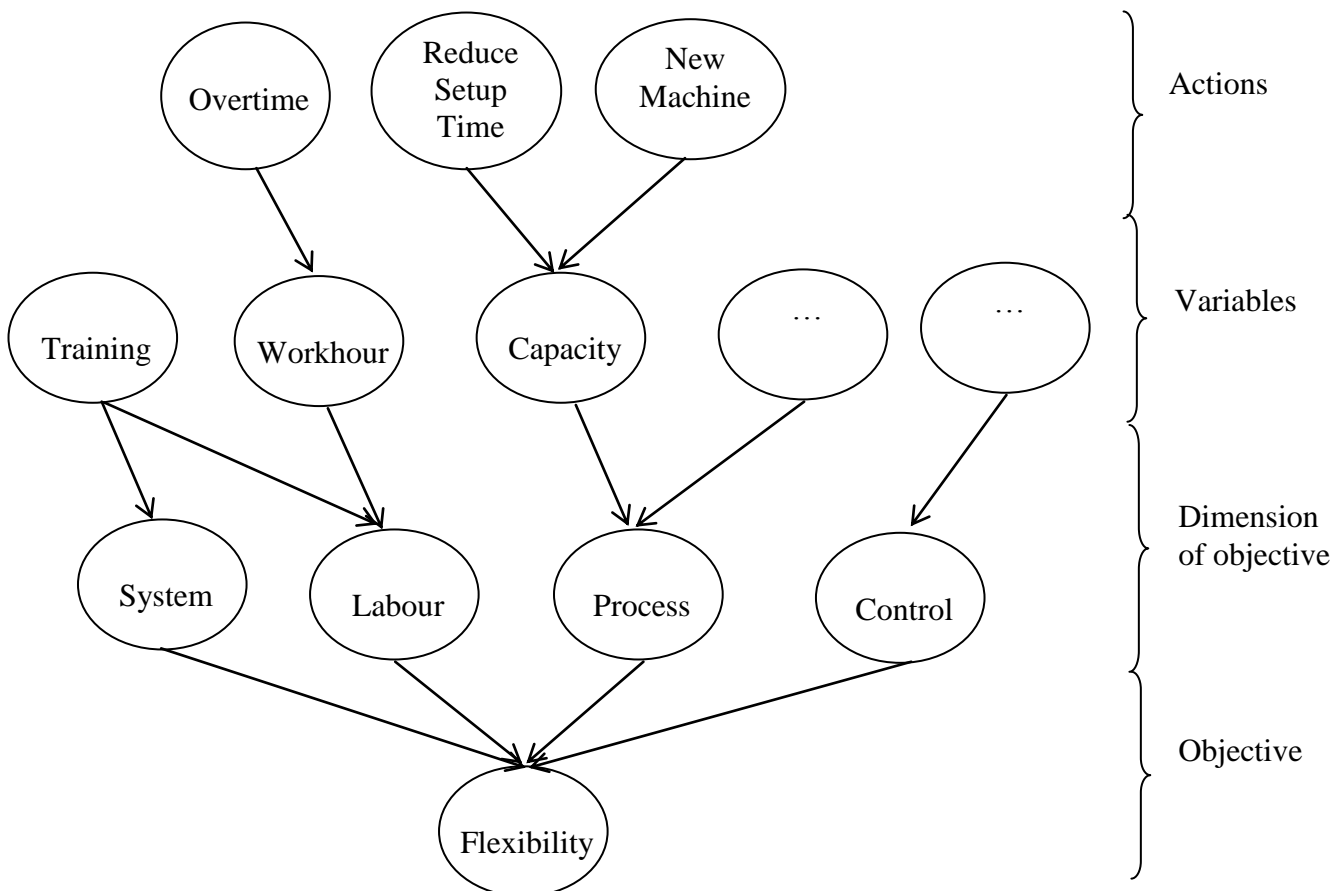 Overtime
Reduce
Setup
Time
New
Machine
Actions
Training
Workhour
Capacity
...
...
Variables
System
Labour
Process
Control
Dimension
of objective
Flexibility
Objective